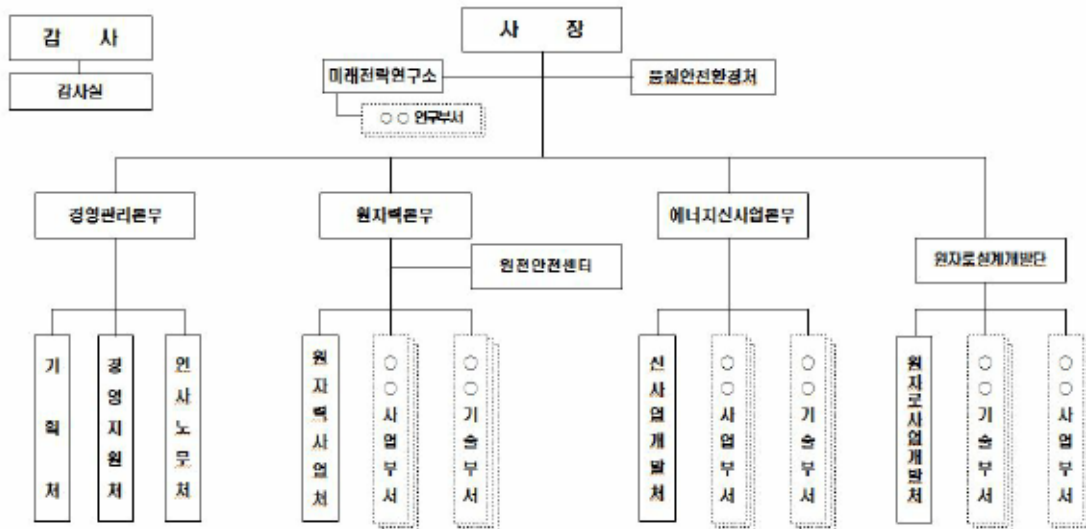 감 사
감사실
사 장
미래전략연구소
○ ○ 연구부서
품질안전환경처
경영관리본부
원자력본부
에너지신사업본부
원전안전센터
원자로설계개발단
기획처
경영지원처
인사노무처
원자력사업처
○○사업부서
○○기술부서
신사업개발처
○○사업부서
○○기술부서
원자로사업개발처
○○기술부서
○○사업부서